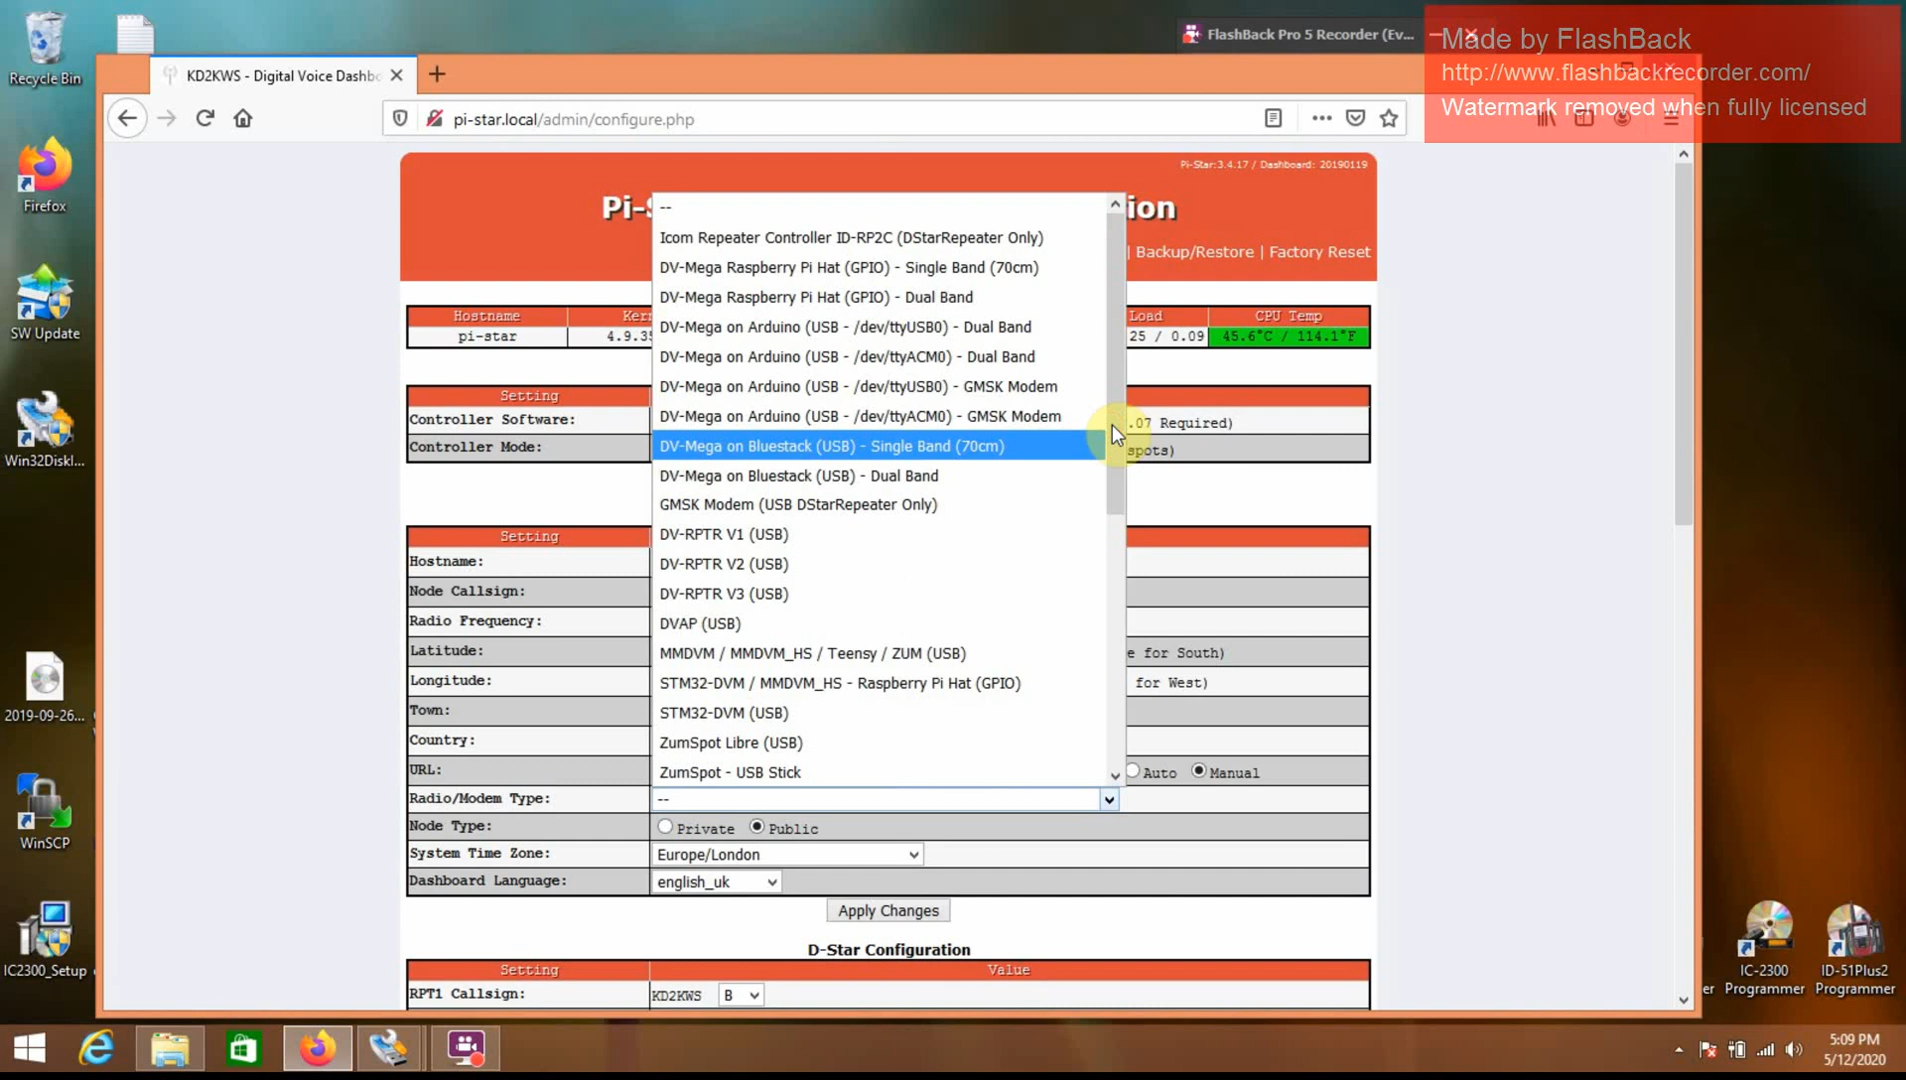 Recycle Bin
Firefox
SW Update
Win32DiskI...
2019-09-26...
WinSCP
IC2300_Setup
FlashBack Pro 5 Recorder (Ev...
Made by FlashBack
http://www.flashbackrecorder.com/
Watermark removed when fully licensed
KD2KWS - Digital Voice Dashbo
pi-star.local/admin/configure.php
Pi-Star:3.4.17 / Dashboard: 20190119
Pi-S
ion
| Backup/Restore | Factory Reset
Hostname
Kern
Load
CPU Temp
pi-star
4.9.35
25 / 0.09
45.6°C / 114.1°F
Setting
Controller Software:
.07 Required)
Controller Mode:
spots)
Setting
Hostname:
Node Callsign:
Radio Frequency:
Latitude:
e for South)
Longitude:
for West)
Town:
Country:
URL:
Auto
Manual
--
Icom Repeater Controller ID-RP2C (DStarRepeater Only)
DV-Mega Raspberry Pi Hat (GPIO) - Single Band (70cm)
DV-Mega Raspberry Pi Hat (GPIO) - Dual Band
DV-Mega on Arduino (USB - /dev/ttyUSB0) - Dual Band
DV-Mega on Arduino (USB - /dev/ttyACM0) - Dual Band
DV-Mega on Arduino (USB - /dev/ttyUSB0) - GMSK Modem
DV-Mega on Arduino (USB - /dev/ttyACM0) - GMSK Modem
DV-Mega on Bluestack (USB) - Single Band (70cm)
DV-Mega on Bluestack (USB) - Dual Band
GMSK Modem (USB DStarRepeater Only)
DV-RPTR V1 (USB)
DV-RPTR V2 (USB)
DV-RPTR V3 (USB)
DVAP (USB)
MMDVM / MMDVM_HS / Teensy / ZUM (USB)
STM32-DVM / MMDVM_HS - Raspberry Pi Hat (GPIO)
STM32-DVM (USB)
ZumSpot Libre (USB)
ZumSpot - USB Stick
Radio/Modem Type:
--
Node Type:
Private
Public
System Time Zone:
Europe/London
Dashboard Language:
english_uk
Apply Changes
D-Star Configuration
Setting
Value
RPT1 Callsign:
KD2KWS
B
er
IC-2300
Programmer
ID-51Plus2
Programmer
5:09 PM
5/12/2020